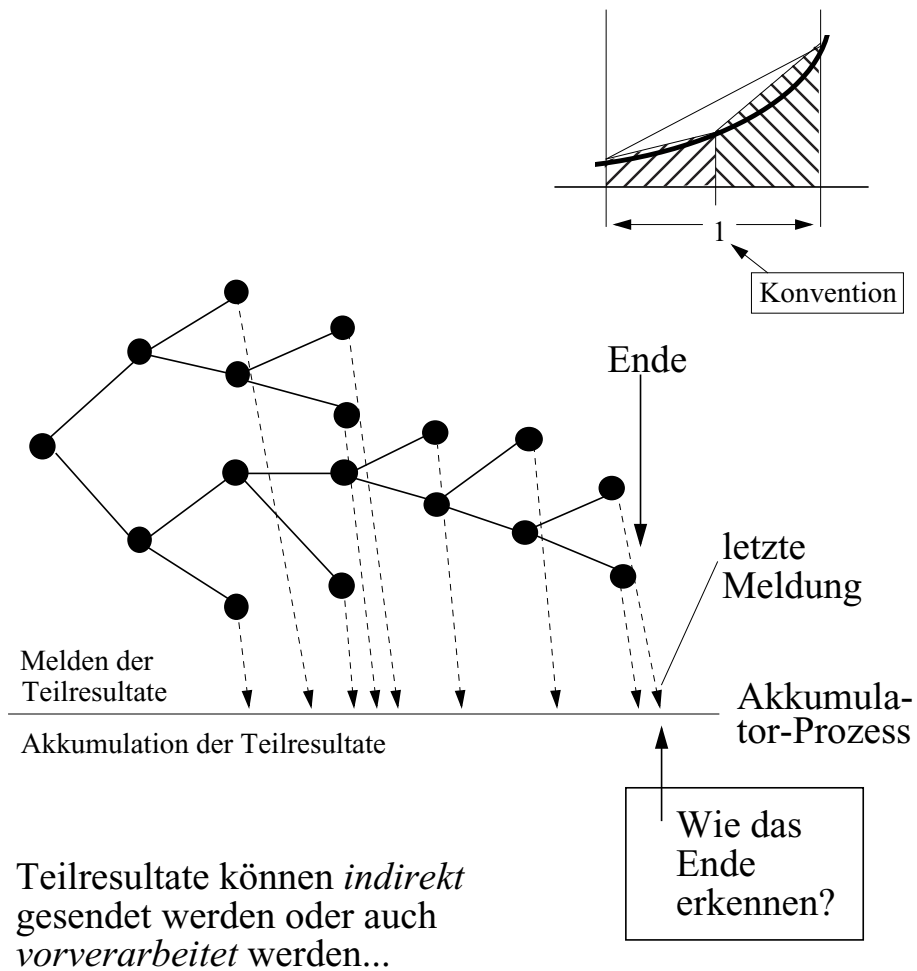 1
Konvention
Ende
letzte
Meldung
Melden der
Teilresultate
Akkumula-
tor-Prozess
Akkumulation der Teilresultate
Wie das
Ende
erkennen?
Teilresultate können indirekt
gesendet werden oder auch
vorverarbeitet werden...